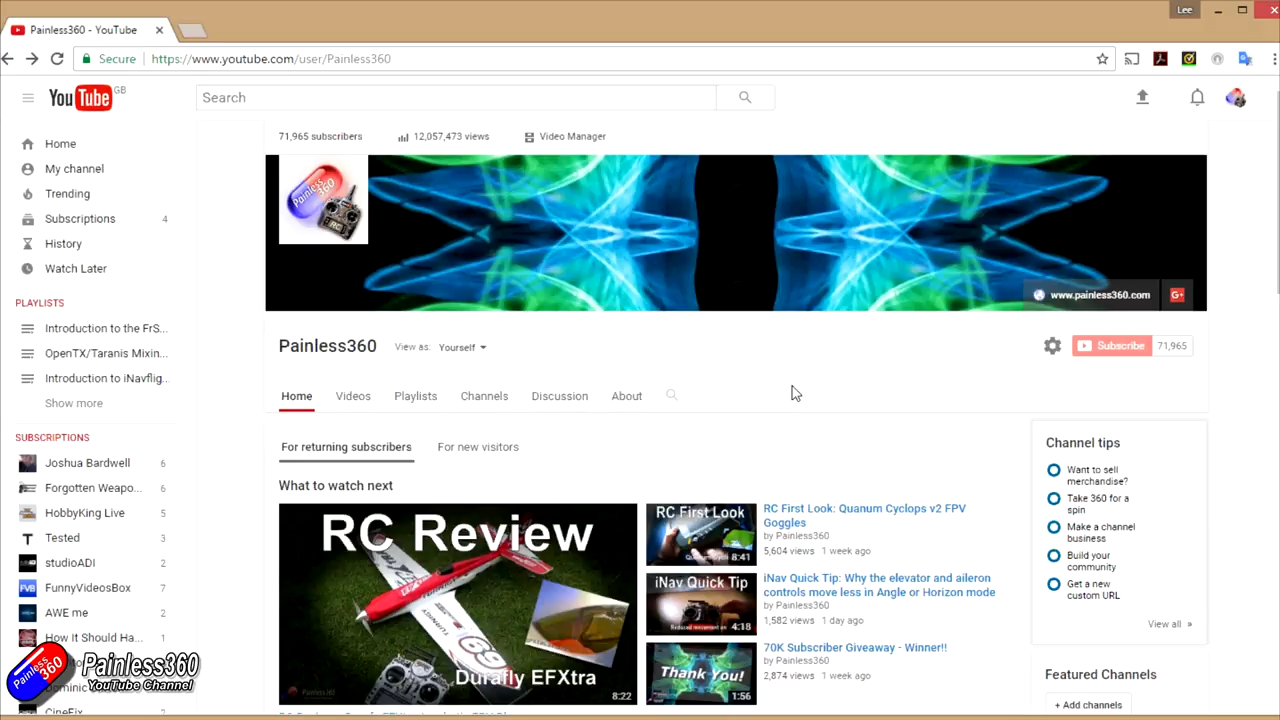 Lee
Painless360 - YouTube
Secure
https://www.youtube.com/user/Painless360
YouTube GB
Search
71,965 subscribers
12,057,473 views
Video Manager
Home
My channel
Trending
Subscriptions 4
History
Watch Later
PLAYLISTS
Introduction to the FrS...
OpenTX/Taranis Mixin...
Introduction to iNavflig...
Show more
SUBSCRIPTIONS
Joshua Bardwell 6
Forgotten Weapo... 6
HobbyKing Live 5
Tested 3
studioADI 2
FunnyVideosBox 7
AWE me 2
How It Should Ha... 1
CineFix
Painless360
RC
www.painless360.com
G+
Painless360
View as: Yourself
Subscribe 71,965
Home
Videos
Playlists
Channels
Discussion
About
For returning subscribers
For new visitors
What to watch next
RC Review
Durafly EFXtra
8:22
RC First Look
8:41
RC First Look: Quanum Cyclops v2 FPV
Goggles
by Painless360
5,604 views 1 week ago
iNav Quick Tip
4:18
iNav Quick Tip: Why the elevator and aileron
controls move less in Angle or Horizon mode
by Painless360
1,582 views 1 day ago
Thank You!
1:56
70K Subscriber Giveaway - Winner!!
by Painless360
2,874 views 1 week ago
Channel tips
Want to sell
merchandise?
Take 360 for a
spin
Make a channel
business
Build your
community
Get a new
custom URL
View all »
Featured Channels
+ Add channels
Painless 360
Painless360
YouTube Channel